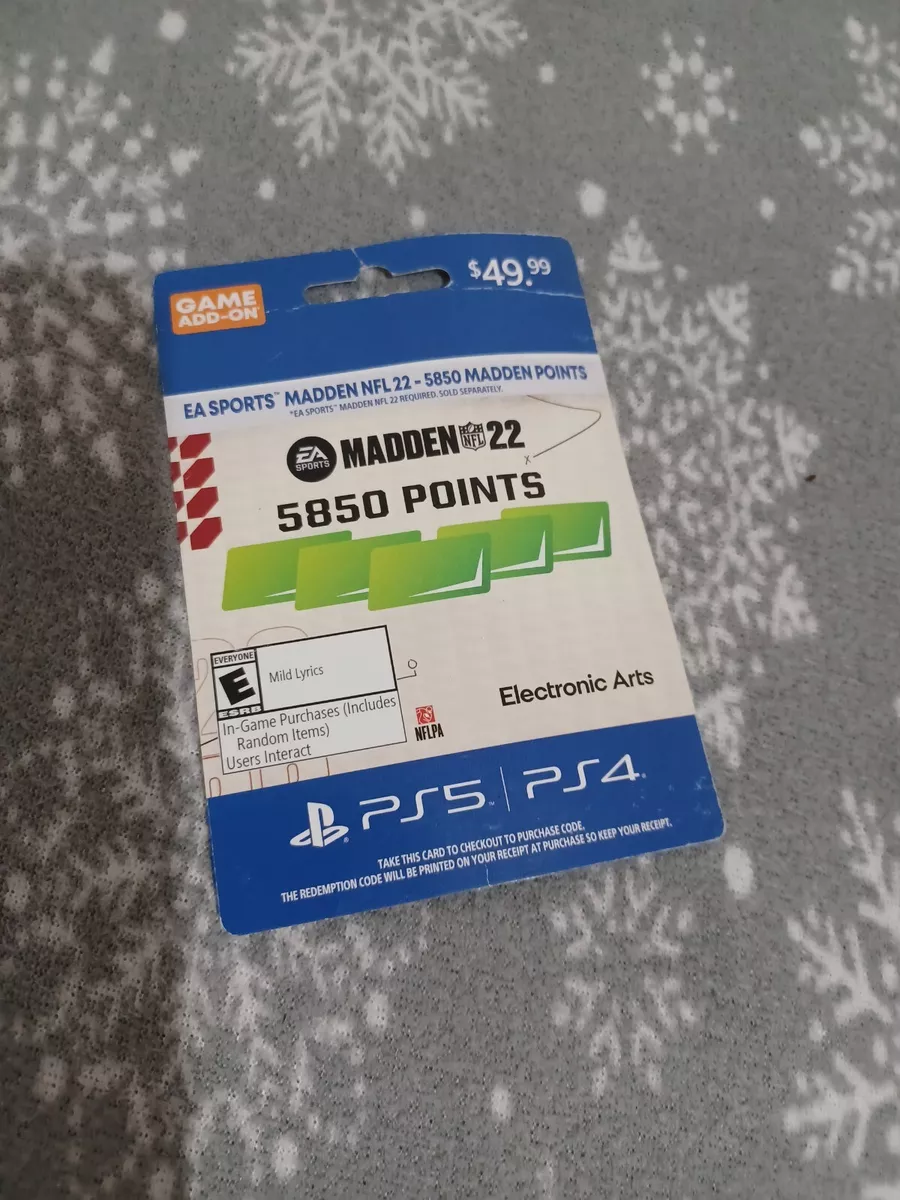 GAME
ADD-ON
$49.99
EA SPORTS™ MADDEN NFL 22 - 5850 MADDEN POINTS
*EA SPORTS™ MADDEN NFL 22 REQUIRED. SOLD SEPARATELY.
EA SPORTS MADDEN NFL 22
5850 POINTS
EVERYONE
E
ESRB
Mild Lyrics
In-Game Purchases (Includes
Random Items)
Users Interact
NFLPA
Electronic Arts
PS5™ | PS4®
TAKE THIS CARD TO CHECKOUT TO PURCHASE CODE.
THE REDEMPTION CODE WILL BE PRINTED ON YOUR RECEIPT AT PURCHASE SO KEEP YOUR RECEIPT.